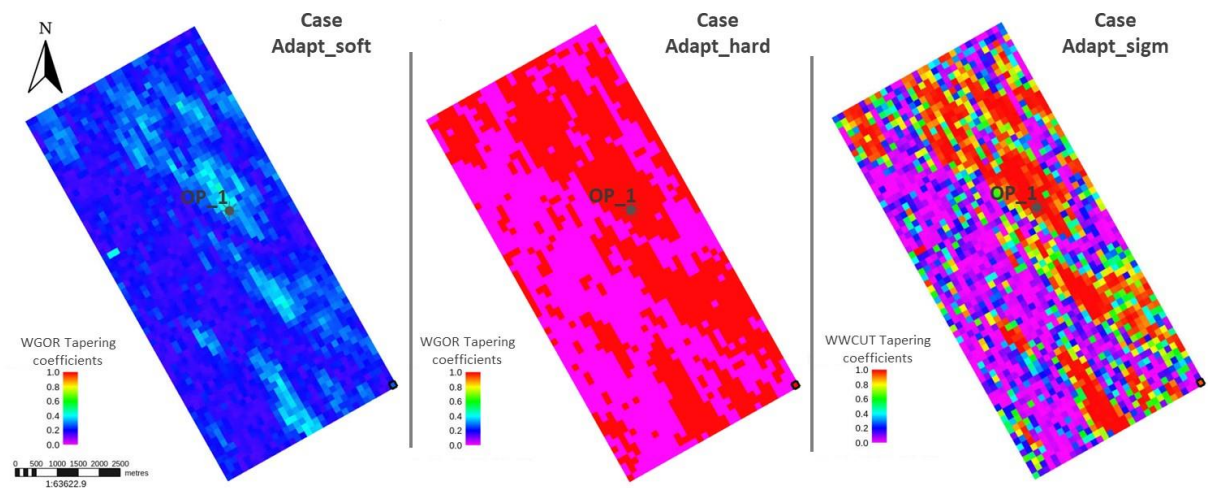 N
Case
Adapt_soft
OP_1
WGOR Tapering
coefficients
1.0
0.8
0.6
0.4
0.2
0.0
0 500 1000 1500 2000 2500
metres
1:63622.9
Case
Adapt_hard
OP_1
WGOR Tapering
coefficients
1.0
0.8
0.6
0.4
0.2
0.0
Case
Adapt_sigm
OP_1
WWCUT Tapering
coefficients
1.0
0.8
0.6
0.4
0.2
0.0